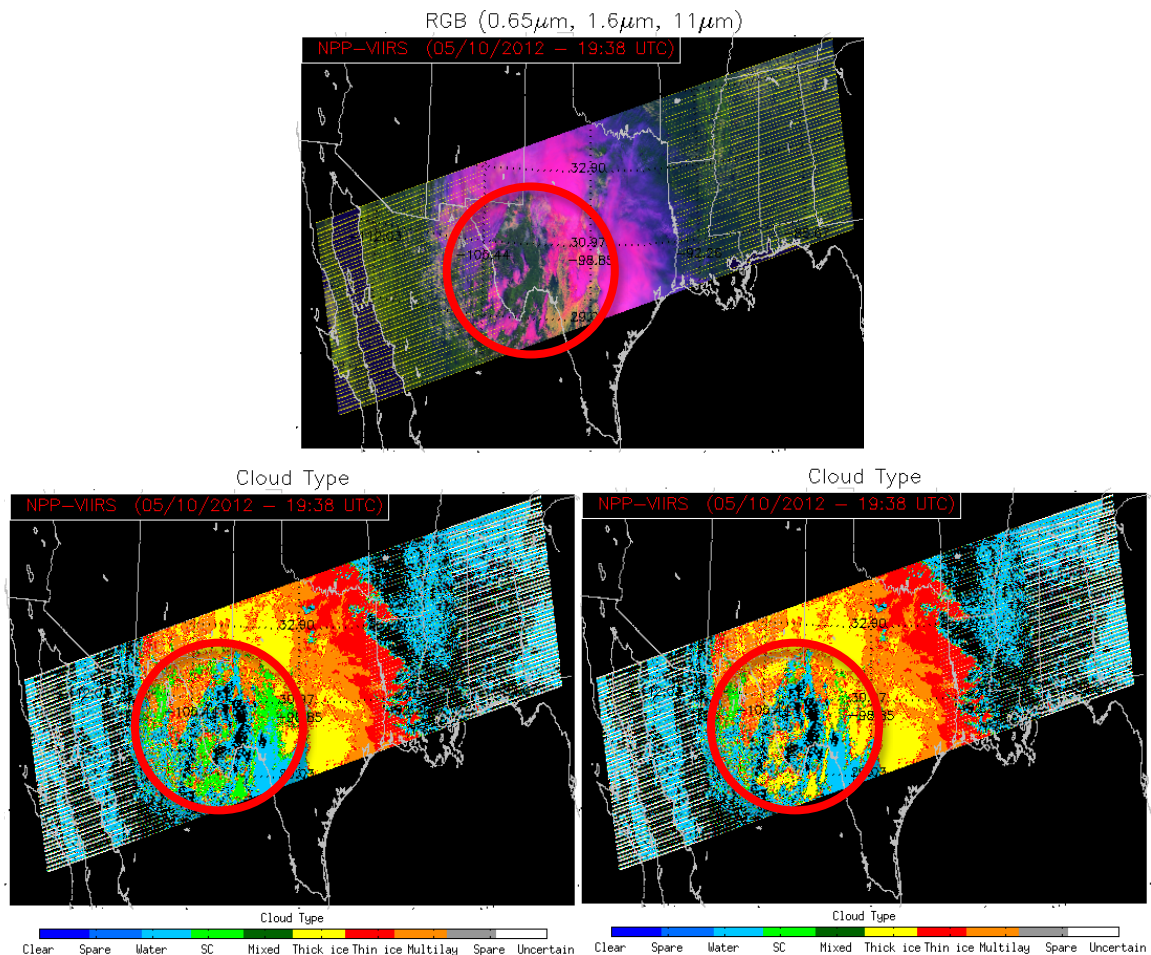 RGB (0.65μm, 1.6μm, 11μm)
NPP-VIIRS (05/10/2012 – 19:38 UTC)
32.90
30.97
-98.85
Cloud Type
NPP-VIIRS (05/10/2012 – 19:38 UTC)
32.90
Cloud Type
NPP-VIIRS (05/10/2012 – 19:38 UTC)
32.90
Cloud Type
Clear Spare Water SC Mixed Thick ice Thin ice Multilay Spare Uncertain
Cloud Type
Clear Spare Water SC Mixed Thick ice Thin ice Multilay Spare Uncertain